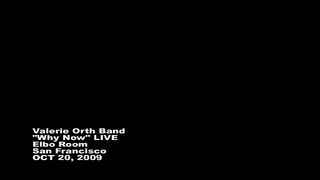 Valerie Orth Band
"Why Now" LIVE
Elbo Room
San Francisco
OCT 20, 2009